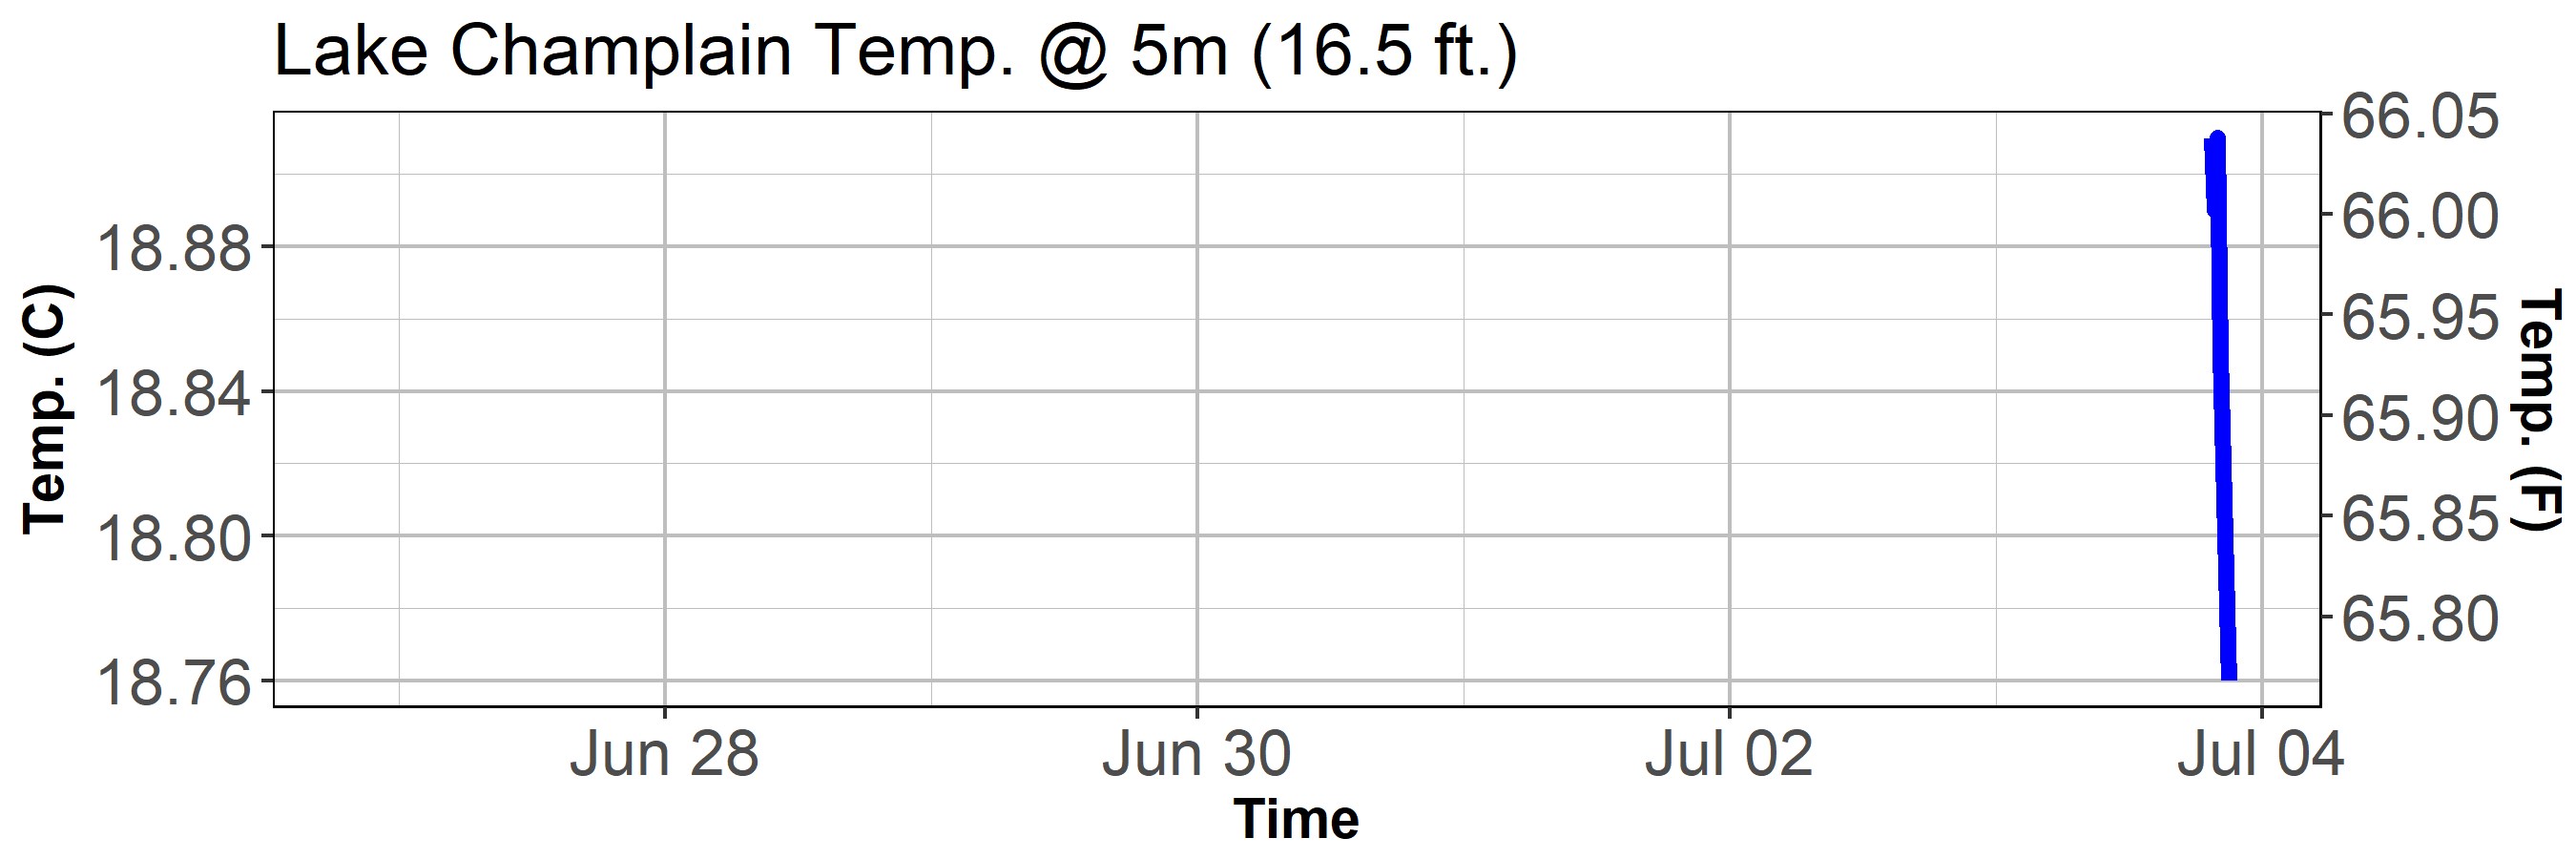 Lake Champlain Temp. @ 5m (16.5 ft.)
Temp. (C)
18.88
18.84
18.80
18.76
66.05
66.00
65.95
65.90
65.85
65.80
Temp. (F)
Jun 28 Jun 30 Jul 02 Jul 04
Time